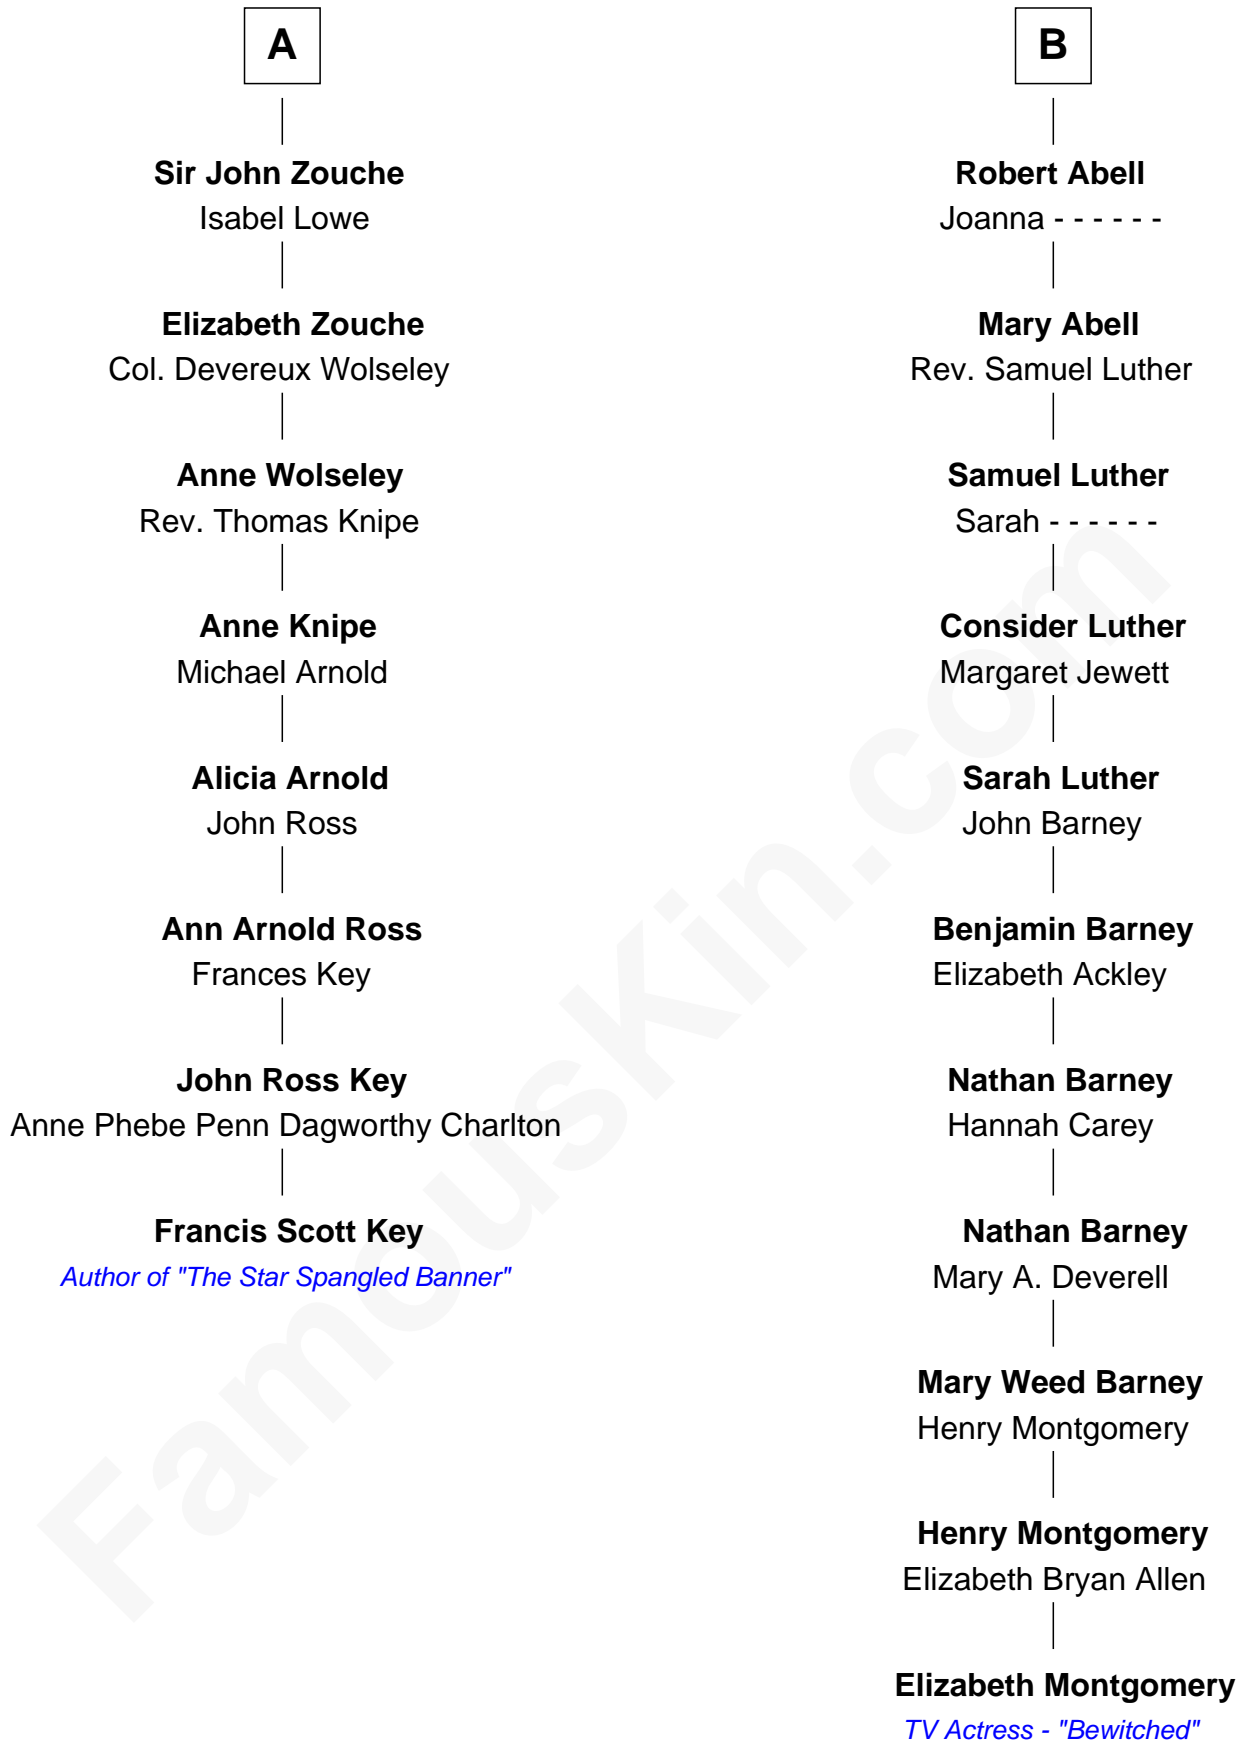 A
Sir John Zouche
Isabel Lowe
Elizabeth Zouche
Col. Devereux Wolseley
Anne Wolseley
Rev. Thomas Knipe
Anne Knipe
Michael Arnold
Alicia Arnold
John Ross
Ann Arnold Ross
Frances Key
John Ross Key
Anne Phebe Penn Dagworthy Charlton
Francis Scott Key
Author of "The Star Spangled Banner"
B
Robert Abell
Joanna - - - - - -
Mary Abell
Rev. Samuel Luther
Samuel Luther
Sarah - - - - - -
Consider Luther
Margaret Jewett
Sarah Luther
John Barney
Benjamin Barney
Elizabeth Ackley
Nathan Barney
Hannah Carey
Nathan Barney
Mary A. Deverell
Mary Weed Barney
Henry Montgomery
Henry Montgomery
Elizabeth Bryan Allen
Elizabeth Montgomery
TV Actress - "Bewitched"
FamousKin.com